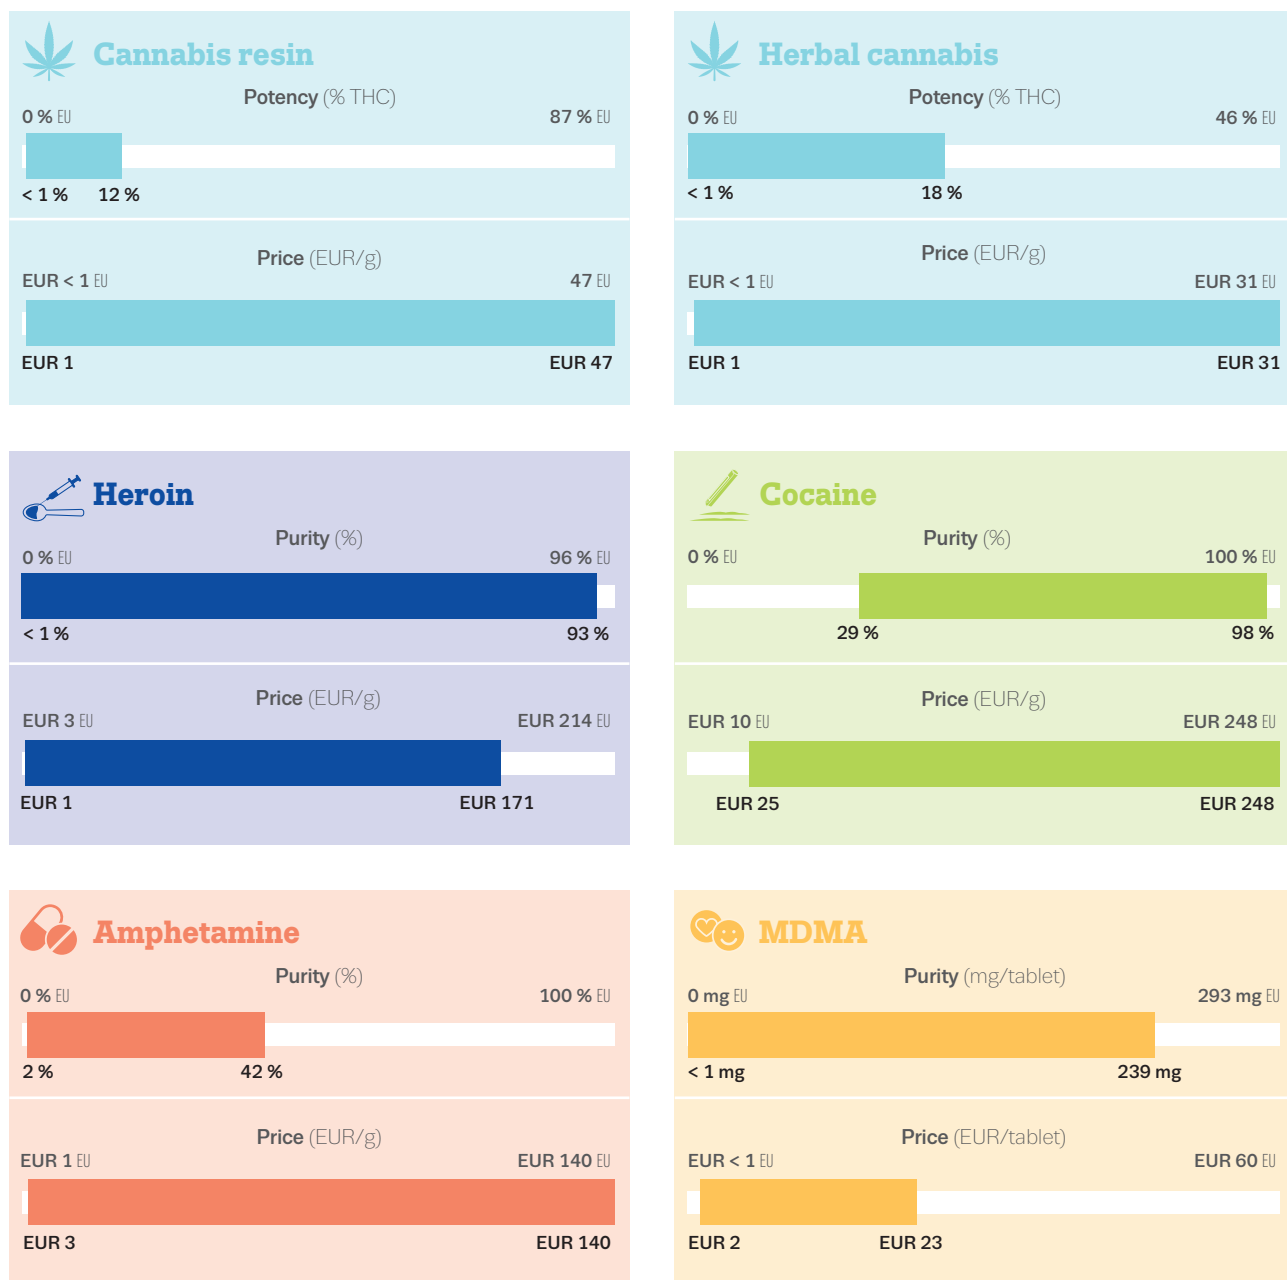 Cannabis resin
Potency (% THC)
0 % EU 87 % EU
< 1 % 12 %
Price (EUR/g)
EUR < 1 EU 47 EU
EUR 1 EUR 47
Herbal cannabis
Potency (% THC)
0 % EU 46 % EU
< 1 % 18 %
Price (EUR/g)
EUR < 1 EU EUR 31 EU
EUR 1 EUR 31
Heroin
Purity (%)
0 % EU 96 % EU
< 1 % 93 %
Price (EUR/g)
EUR 3 EU EUR 214 EU
EUR 1 EUR 171
Cocaine
Purity (%)
0 % EU 100 % EU
29 % 98 %
Price (EUR/g)
EUR 10 EU EUR 248 EU
EUR 25 EUR 248
Amphetamine
Purity (%)
0 % EU 100 % EU
2 % 42 %
Price (EUR/g)
EUR 1 EU EUR 140 EU
EUR 3 EUR 140
MDMA
Purity (mg/tablet)
0 mg EU 293 mg EU
< 1 mg 239 mg
Price (EUR/tablet)
EUR < 1 EU EUR 60 EU
EUR 2 EUR 23